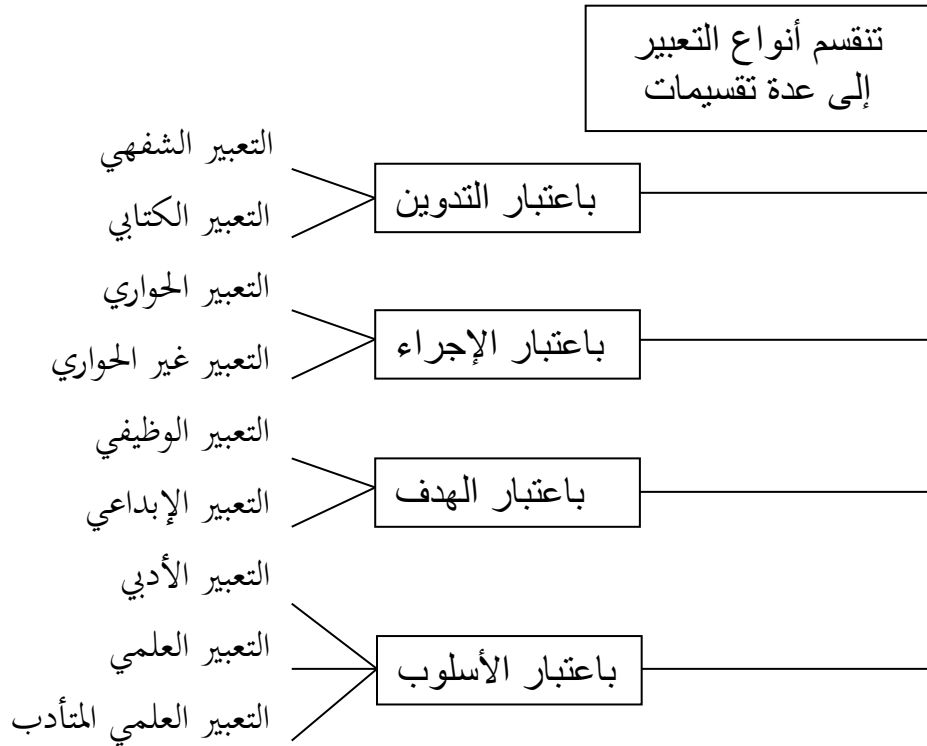 تنقسم أنواع التعبير
إلى عدة تقسيمات
باعتبار التدوين
التعبير الشفهي
التعبير الكتابي
باعتبار الإجراء
التعبير الحواري
التعبير غير الحواري
باعتبار الهدف
التعبير الوظيفي
التعبير الإبداعي
باعتبار الأسلوب
التعبير الأدبي
التعبير العلمي
التعبير العلمي المتأدب